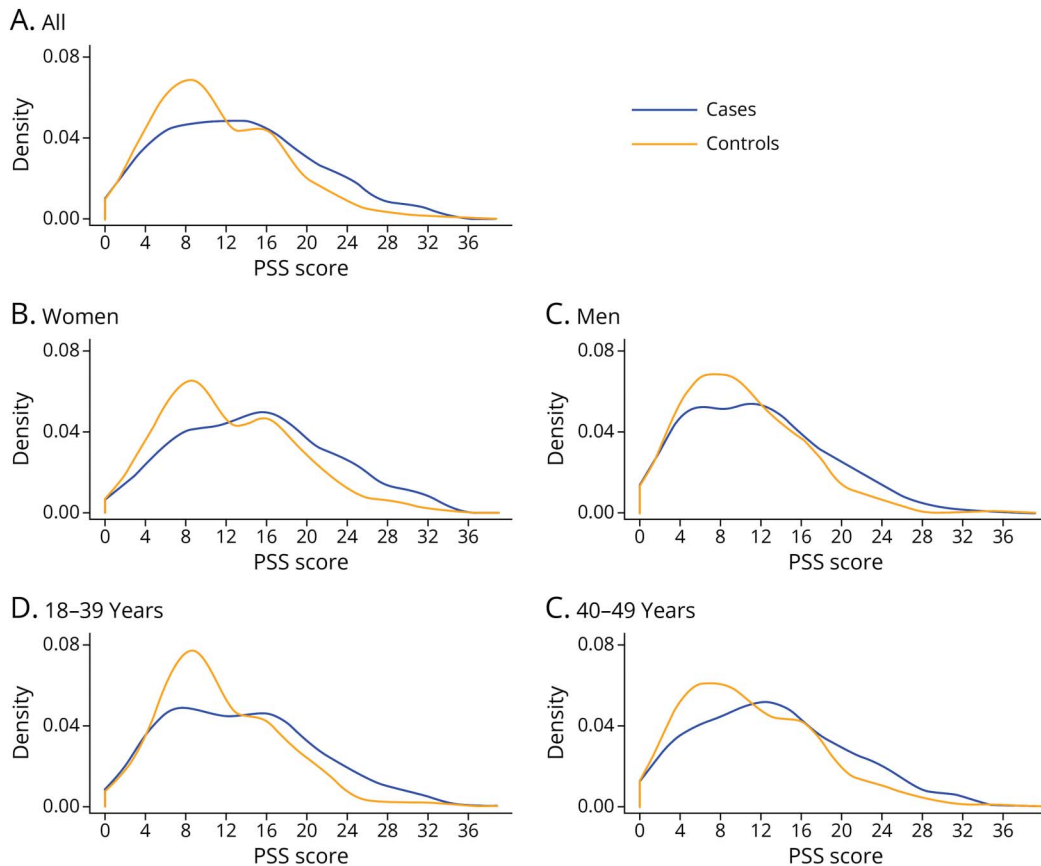 A. All
0.08
0.04
0.00
Density
0 4 8 12 16 20 24 28 32 36
PSS score
Cases
Controls
B. Women
0.08
0.04
0.00
Density
0 4 8 12 16 20 24 28 32 36
PSS score
C. Men
0.08
0.04
0.00
Density
0 4 8 12 16 20 24 28 32 36
PSS score
D. 18–39 Years
0.08
0.04
0.00
Density
0 4 8 12 16 20 24 28 32 36
PSS score
C. 40–49 Years
0.08
0.04
0.00
Density
0 4 8 12 16 20 24 28 32 36
PSS score